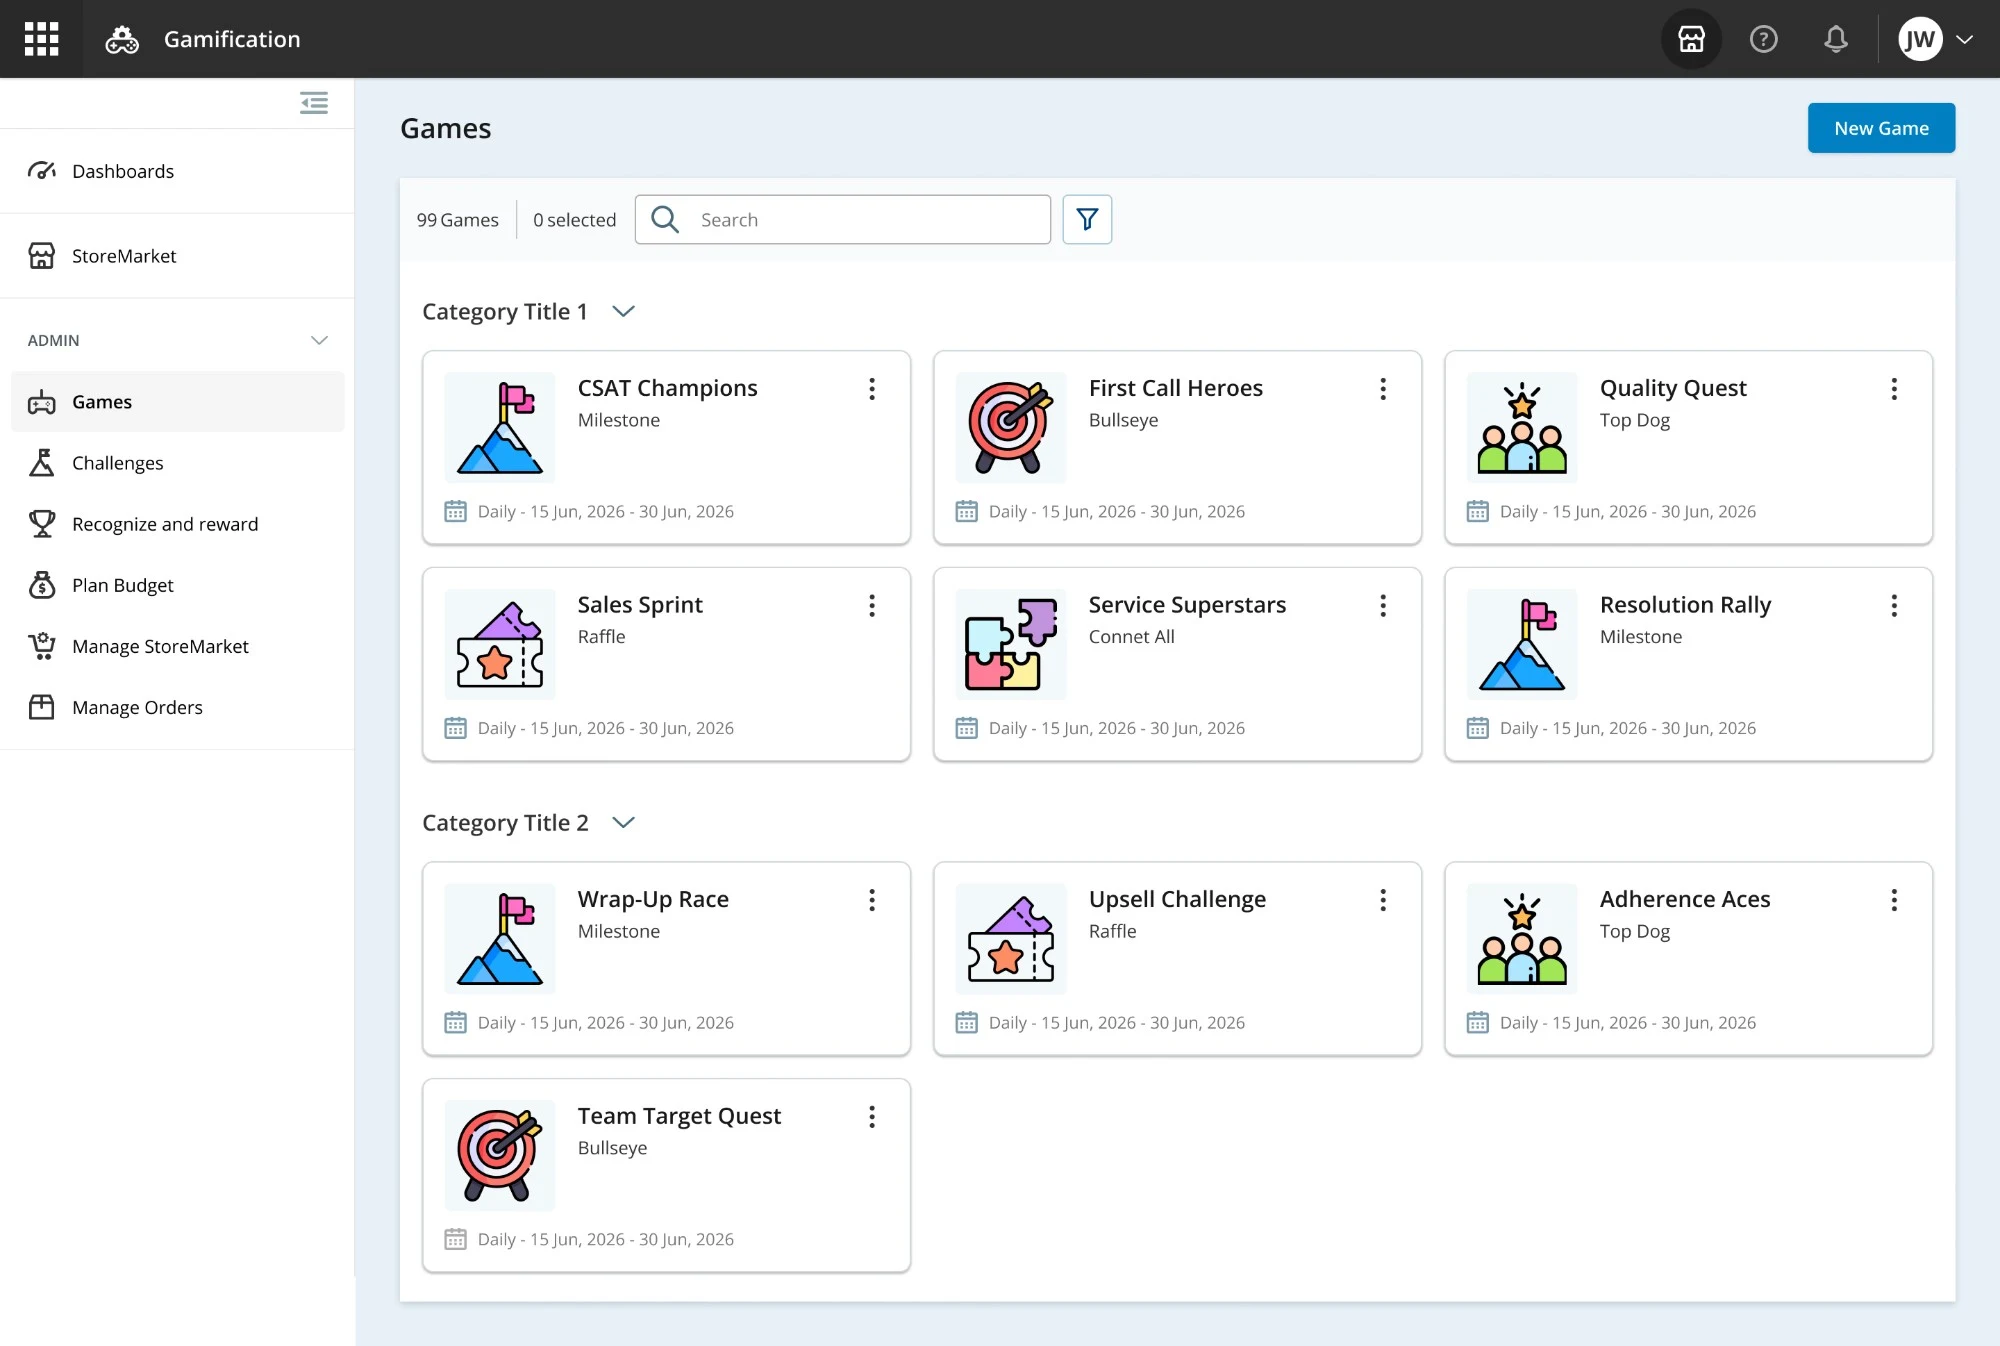 Gamification
JW
Dashboards
StoreMarket
ADMIN
Games
Challenges
Recognize and reward
Plan Budget
Manage StoreMarket
Manage Orders
Games
New Game
99 Games
0 selected
Search
Category Title 1
CSAT Champions
Milestone
Daily - 15 Jun, 2026 - 30 Jun, 2026
First Call Heroes
Bullseye
Daily - 15 Jun, 2026 - 30 Jun, 2026
Quality Quest
Top Dog
Daily - 15 Jun, 2026 - 30 Jun, 2026
Sales Sprint
Raffle
Daily - 15 Jun, 2026 - 30 Jun, 2026
Service Superstars
Connet All
Daily - 15 Jun, 2026 - 30 Jun, 2026
Resolution Rally
Milestone
Daily - 15 Jun, 2026 - 30 Jun, 2026
Category Title 2
Wrap-Up Race
Milestone
Daily - 15 Jun, 2026 - 30 Jun, 2026
Upsell Challenge
Raffle
Daily - 15 Jun, 2026 - 30 Jun, 2026
Adherence Aces
Top Dog
Daily - 15 Jun, 2026 - 30 Jun, 2026
Team Target Quest
Bullseye
Daily - 15 Jun, 2026 - 30 Jun, 2026